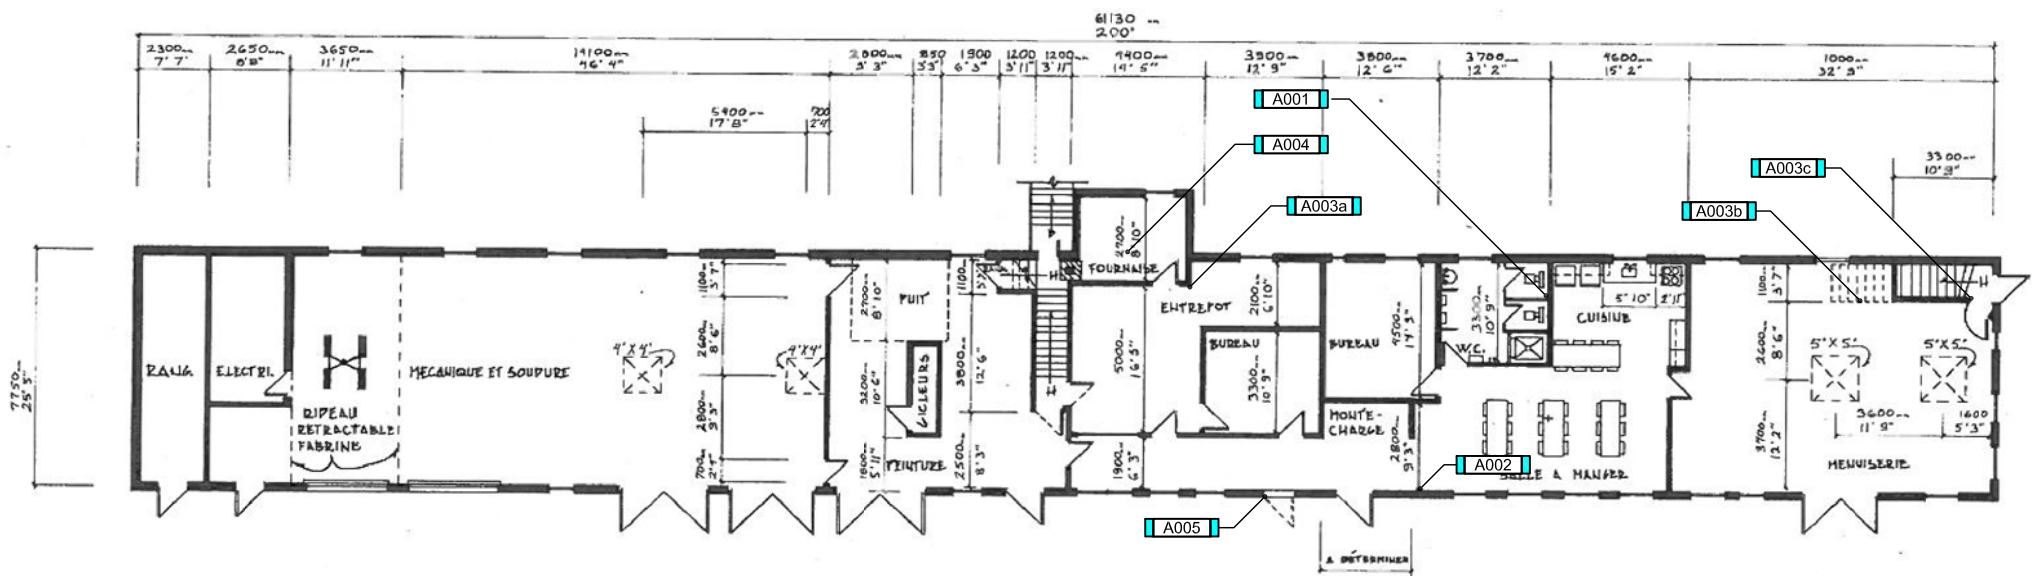 61130 mm
200"
2300mm 2650mm 3650mm 14100mm 2800mm 850 1900 1200 1200mm 4400mm 3900mm 3800mm 3700mm 4600mm 1000mm
7'7" 8'8" 11'11" 46'4" 3'3" 3'3" 6'3" 3'11" 3'11" 14'5" 12'9" 12'6" 12'2" 15'2" 32'9"
5400mm 700
17'8" 2'4"
A001
A004
A003c
3300mm
10'9"
A003a
A003b
7750mm
25'5"
RANG.
ELECTRI.
RIDEAU
RETRACTABLE
FABRINE
MECANIQUE ET SOUDURE
4'X4'
4'X4'
1100mm
3'7"
2600mm
8'6"
2800mm
9'3"
700
2'4"
2700mm
8'10"
3200mm
10'6"
1800mm
5'11"
PUIT
GICLEURS
PEINTURE
1100
3800mm
12'6"
2500mm
8'3"
H
H
H
2700mm
8'10"
FOURNAISE
ENTREPOT
5000mm
16'5"
1900mm
6'3"
2100mm
6'10"
BUREAU
3300mm
10'9"
BUREAU
4500mm
14'9"
MONTE-
CHARGE
2800mm
9'3"
W.C.
3300mm
10'9"
5'10" 2'11"
CUISINE
A002
SALLE A MANGER
A005
A DÉTERMINER
1100mm
3'7"
2600mm
8'6"
3700mm
12'2"
5'X5'
5'X5'
3600mm 1600
11'9" 5'3"
MENUISERIE
H